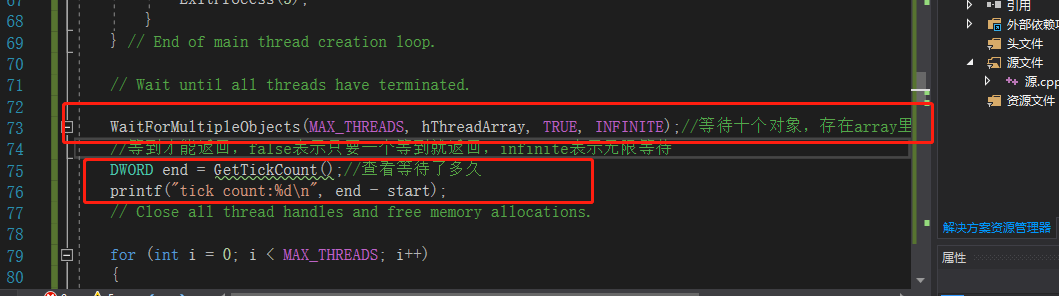 67 ExitProcess(3);
68 }
69 } // End of main thread creation loop.
70
71 // Wait until all threads have terminated.
72
73 WaitForMultipleObjects(MAX_THREADS, hThreadArray, TRUE, INFINITE);//等待十个对象，存在array里
74 //等到才能返回，false表示只要一个等到就返回，infinite表示无限等待
75 DWORD end = GetTickCount();//查看等待了多久
76 printf("tick count:%d\n", end - start);
77 // Close all thread handles and free memory allocations.
78
79 for (int i = 0; i < MAX_THREADS; i++)
80 {
引用
外部依赖项
头文件
源文件
源.cpp
资源文件
解决方案资源管理器
属性